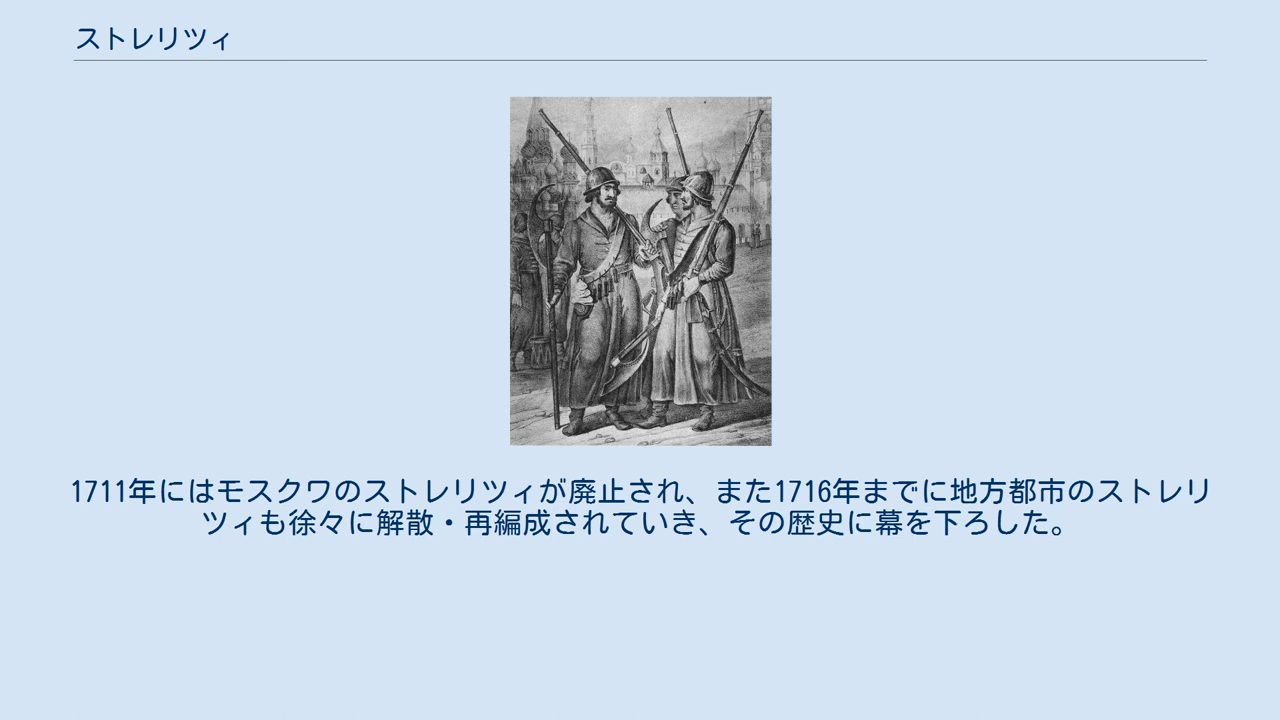 ストレリツィ
1711年にはモスクワのストレリツィが廃止され、また1716年までに地方都市のストレリ
ツィも徐々に解散・再編成されていき、その歴史に幕を下ろした。